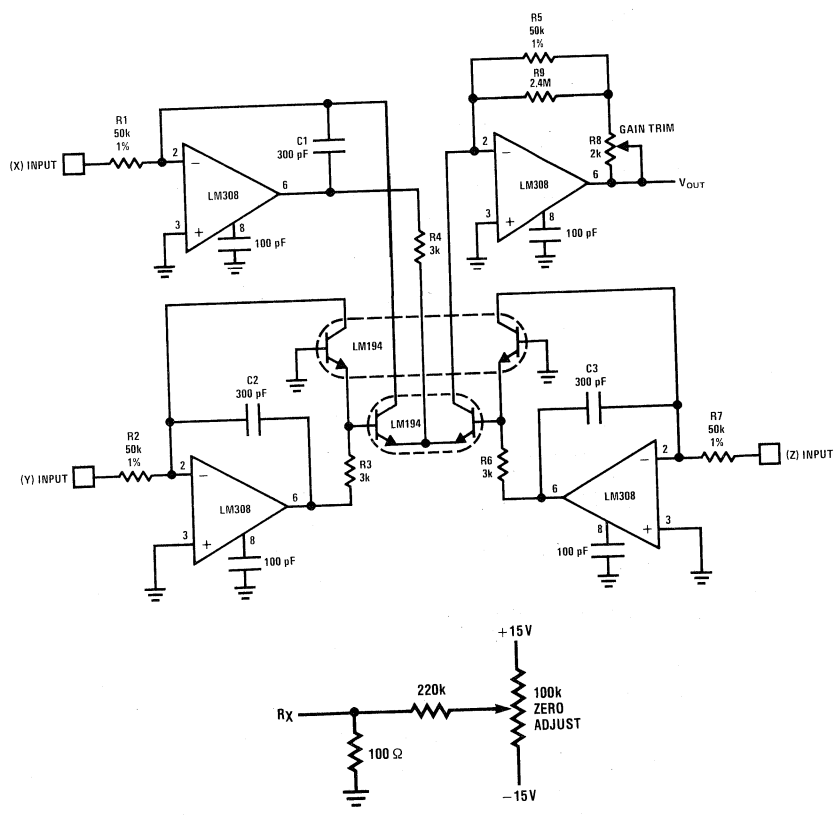 R5
50k
1%
R9
2.4M
R1
50k
1%
(X) INPUT
2
−
3
+
LM308
6
8
100 pF
C1
300 pF
R4
3k
2
−
3
+
LM308
6
8
100 pF
R8
2k
GAIN TRIM
VOUT
LM194
LM194
C2
300 pF
C3
300 pF
R2
50k
1%
(Y) INPUT
2
−
3
+
LM308
6
8
100 pF
R3
3k
R6
3k
6
LM308
2
−
3
+
8
100 pF
R7
50k
1%
(Z) INPUT
+15V
220k
RX
100 Ω
100k
ZERO
ADJUST
−15V